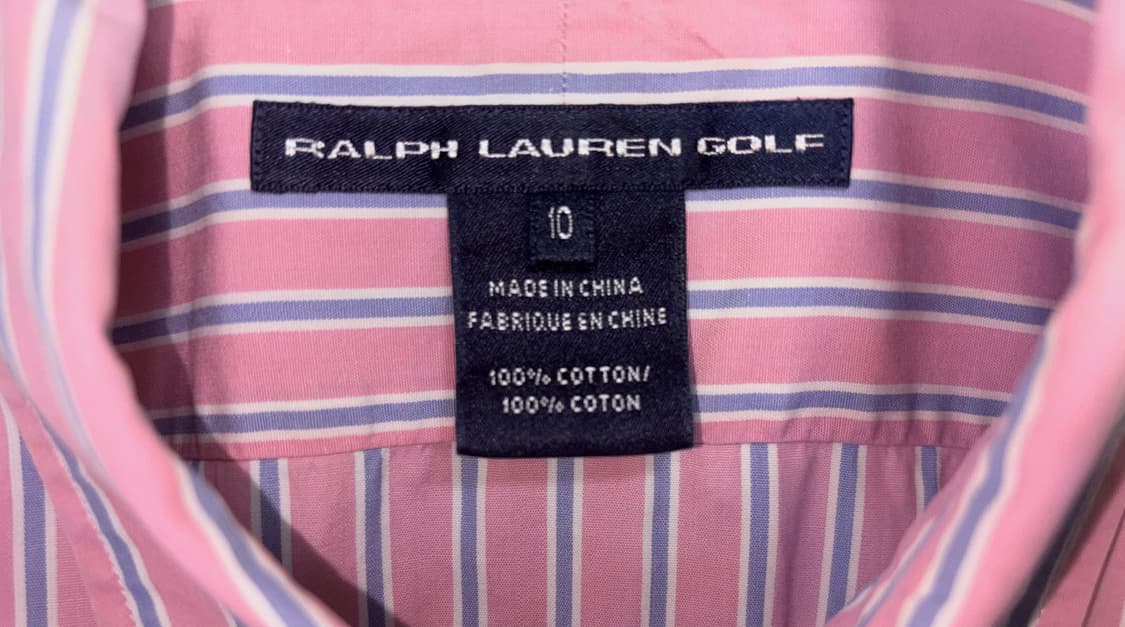 RALPH LAUREN GOLF
10
MADE IN CHINA
FABRIQUE EN CHINE
100% COTTON/
100% COTON